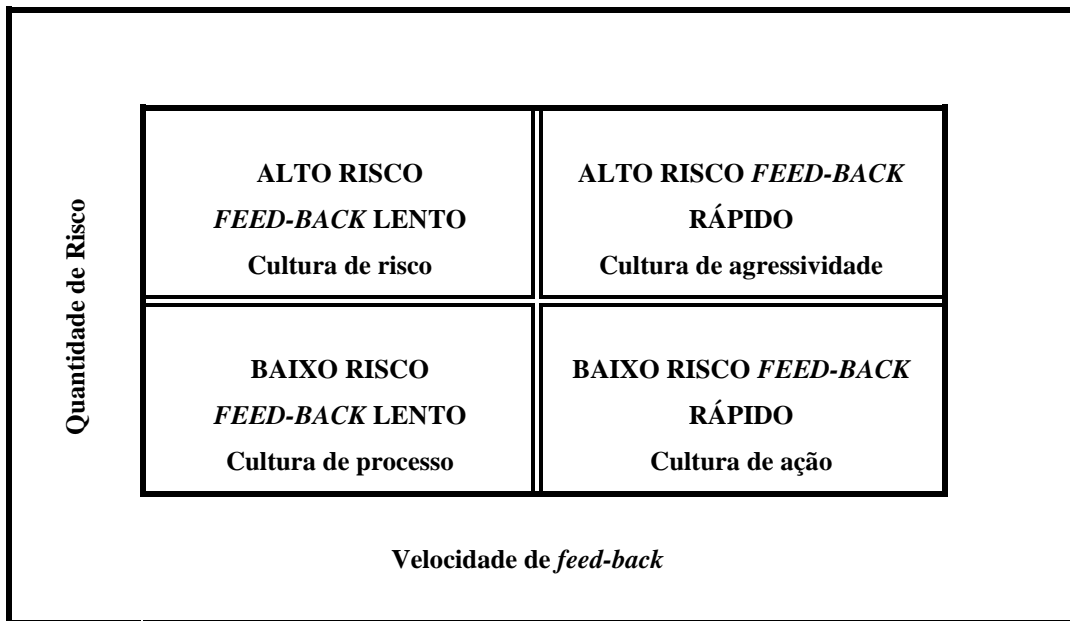 Quantidade de Risco
ALTO RISCO
FEED-BACK LENTO
Cultura de risco
ALTO RISCO FEED-BACK
RÁPIDO
Cultura de agressividade
BAIXO RISCO
FEED-BACK LENTO
Cultura de processo
BAIXO RISCO FEED-BACK
RÁPIDO
Cultura de ação
Velocidade de feed-back